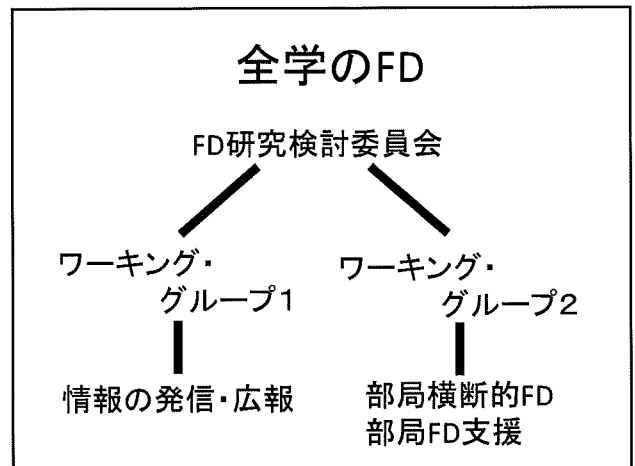 全学のFD
FD研究検討委員会
ワーキング・
グループ1
情報の発信・広報
ワーキング・
グループ2
部局横断的FD
部局FD支援